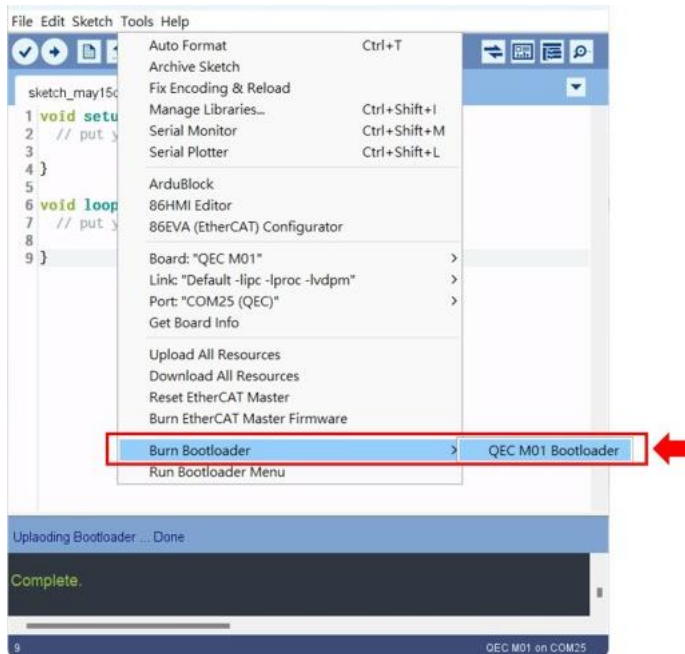 File Edit Sketch Tools Help
Auto Format Ctrl+T
Archive Sketch
Fix Encoding & Reload
Manage Libraries... Ctrl+Shift+I
Serial Monitor Ctrl+Shift+M
Serial Plotter Ctrl+Shift+L
ArduBlock
86HMI Editor
86EVA (EtherCAT) Configurator
Board: "QEC M01" >
Link: "Default -lipc -lproc -lvdpm" >
Port: "COM25 (QEC)" >
Get Board Info
Upload All Resources
Download All Resources
Reset EtherCAT Master
Burn EtherCAT Master Firmware
Burn Bootloader > QEC M01 Bootloader
Run Bootloader Menu
sketch_may15
1 void setu
2 // put y
3
4 }
5
6 void loop
7 // put y
8
9 }
Uplaoding Bootloader ... Done
Complete.
9 QEC M01 on COM25